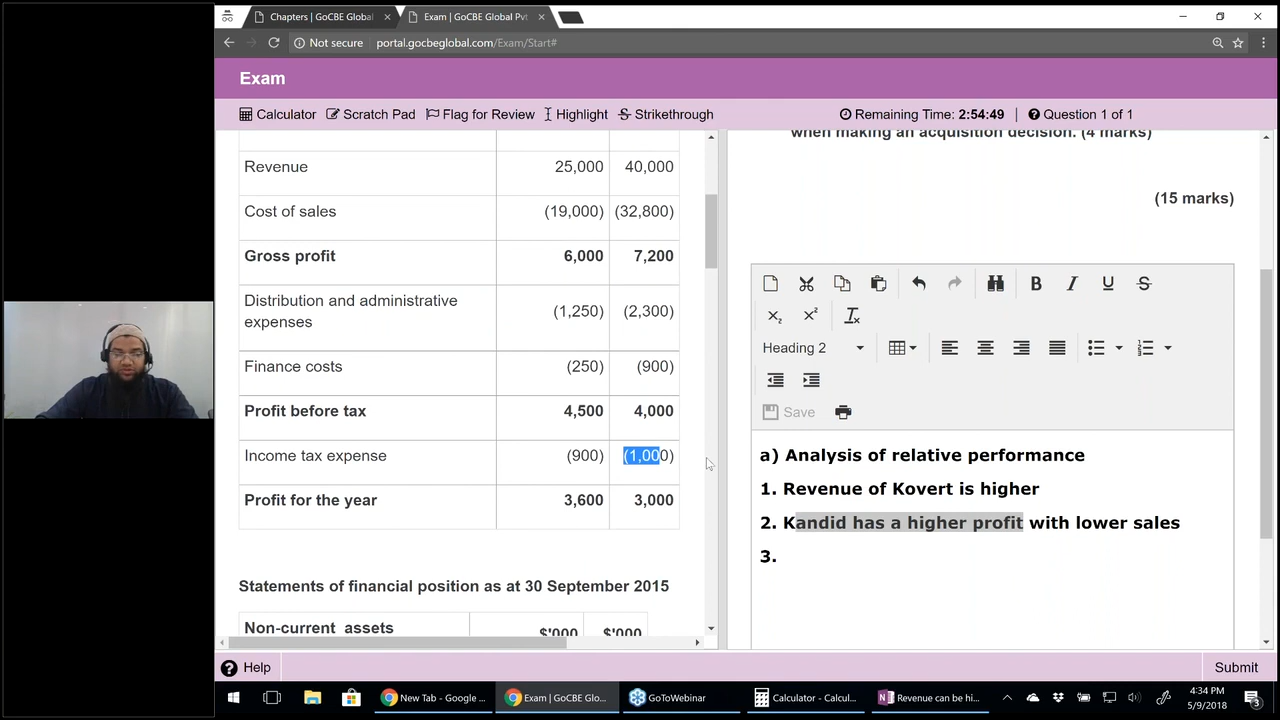 Chapters | GoCBE Global
Exam | GoCBE Global Pvt
Not secure
portal.gocbeglobal.com/Exam/Start#
Exam
Calculator
Scratch Pad
Flag for Review
Highlight
Strikethrough
Remaining Time: 2:54:49
Question 1 of 1
Revenue 25,000 40,000
Cost of sales (19,000) (32,800)
Gross profit 6,000 7,200
Distribution and administrative
expenses (1,250) (2,300)
Finance costs (250) (900)
Profit before tax 4,500 4,000
Income tax expense (900) (1,000)
Profit for the year 3,600 3,000
Statements of financial position as at 30 September 2015
Non-current assets $'000 $'000
when making an acquisition decision. (4 marks)
(15 marks)
Heading 2
Save
a) Analysis of relative performance
1. Revenue of Kovert is higher
2. Kandid has a higher profit with lower sales
3.
Help
Submit
New Tab - Google ...
Exam | GoCBE Glo...
GoToWebinar
Calculator - Calcul...
Revenue can be hi...
4:34 PM
5/9/2018
3